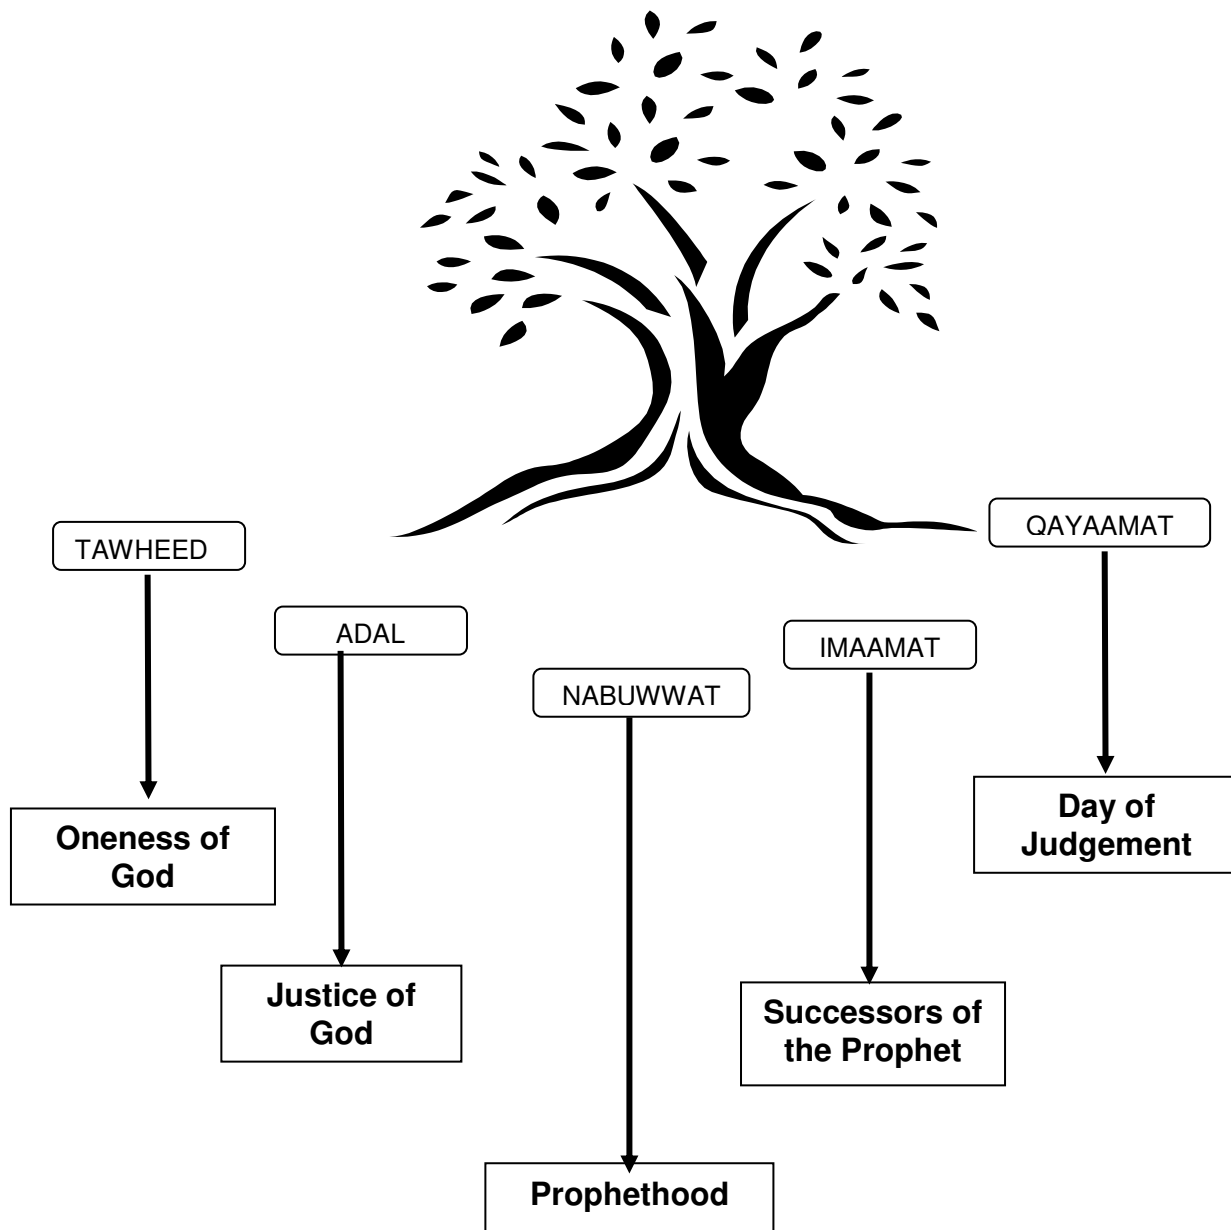 TAWHEED
ADAL
NABUWWAT
IMAAMAT
QAYAAMAT
Oneness of
God
Justice of
God
Prophethood
Successors of
the Prophet
Day of
Judgement